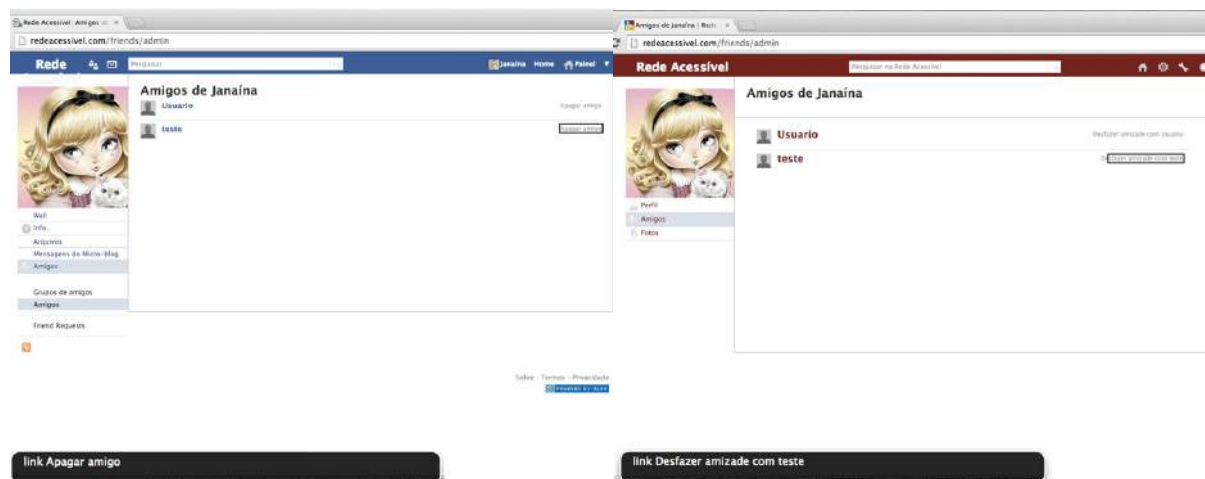 Rede Acessível: Amigos
redeacessivel.com/friends/admin
Rede
Pesquisar
Janaína Home Painel
Amigos de Janaína
Usuario
Apagar amigo
teste
Apagar amigo
Wall
Info
Arquivos
Mensagens do Micro-blog
Amigos
Grupos de amigos
Amigos
Friend Requests
Sobre - Termos - Privacidade
link Apagar amigo
Amigos de Janaína | Rede
redeacessivel.com/friends/admin
Rede Acessível
Pesquisar na Rede Acessível
Amigos de Janaína
Usuario
Desfazer amizade com Usuario
teste
Desfazer amizade com teste
Perfil
Amigos
Fotos
link Desfazer amizade com teste